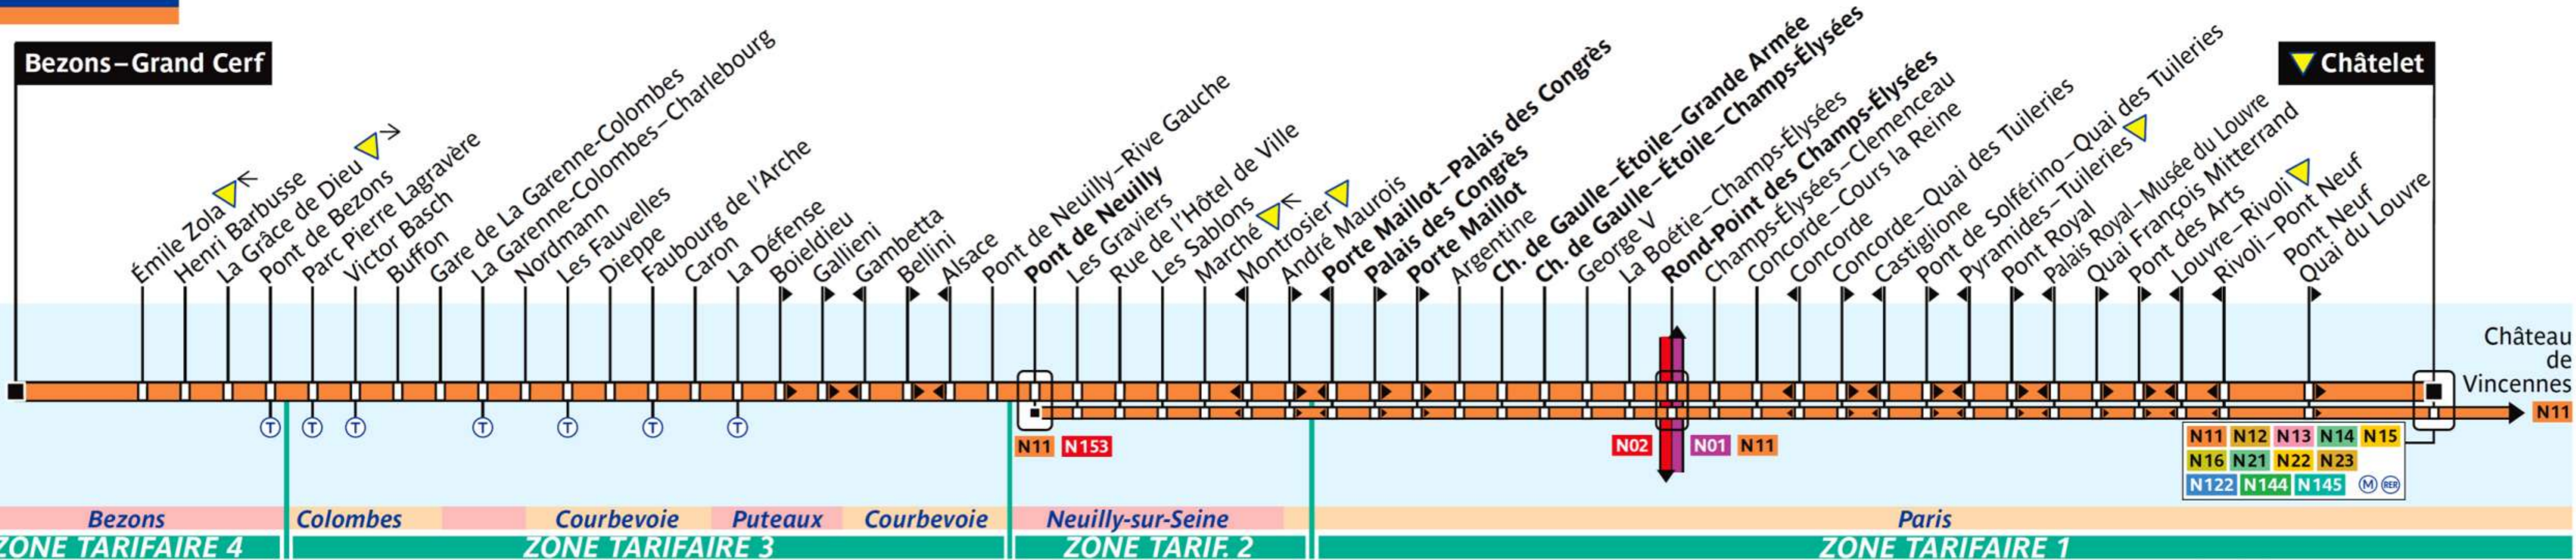 Bezons–Grand Cerf
Émile Zola
Henri Barbusse
La Grâce de Dieu
Pont de Bezons
Parc Pierre Lagravère
Victor Basch
Buffon
Gare de La Garenne-Colombes
La Garenne-Colombes–Charlebourg
Nordmann
Les Fauvelles
Dieppe
Faubourg de l'Arche
Caron
La Défense
Boieldieu
Gallieni
Gambetta
Bellini
Alsace
Pont de Neuilly–Rive Gauche
Pont de Neuilly
Les Graviers
Rue de l'Hôtel de Ville
Les Sablons
Marché
Montrosier
André Maurois
Porte Maillot–Palais des Congrès
Palais des Congrès
Porte Maillot
Argentine
Ch. de Gaulle–Étoile–Grande Armée
Ch. de Gaulle–Étoile–Champs-Élysées
George V
La Boétie–Champs-Élysées
Rond-Point des Champs-Élysées
Champs-Élysées–Clemenceau
Concorde–Cours la Reine
Concorde
Concorde–Quai des Tuileries
Castiglione
Pont de Solférino–Quai des Tuileries
Pyramides–Tuileries
Pont Royal
Palais Royal–Musée du Louvre
Quai François Mitterrand
Pont des Arts
Louvre–Rivoli
Rivoli–Pont Neuf
Pont Neuf
Quai du Louvre
Châtelet
Château
de
Vincennes
N11
T T T T T T T
N11 N153
N02 N01 N11
N11 N12 N13 N14 N15
N16 N21 N22 N23
N122 N144 N145 M RER
Bezons Colombes Courbevoie Puteaux Courbevoie Neuilly-sur-Seine Paris
ZONE TARIFAIRE 4 ZONE TARIFAIRE 3 ZONE TARIF. 2 ZONE TARIFAIRE 1